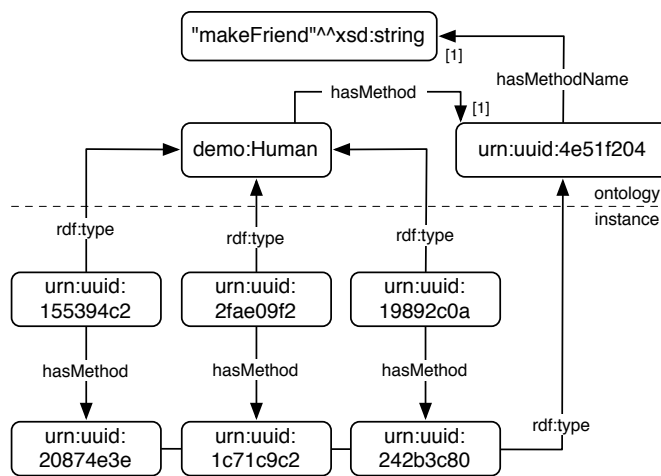 "makeFriend"^^xsd:string
[1]
hasMethodName
hasMethod
[1]
demo:Human
urn:uuid:4e51f204
ontology
instance
rdf:type
rdf:type
rdf:type
urn:uuid:
155394c2
urn:uuid:
2fae09f2
urn:uuid:
19892c0a
hasMethod
hasMethod
hasMethod
rdf:type
urn:uuid:
20874e3e
urn:uuid:
1c71c9c2
urn:uuid:
242b3c80